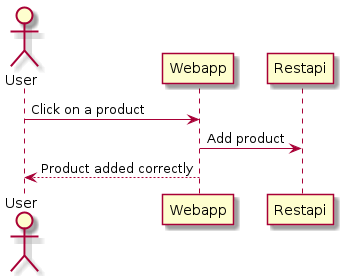 User
Webapp
Restapi
Click on a product
Add product
Product added correctly
User
Webapp
Restapi